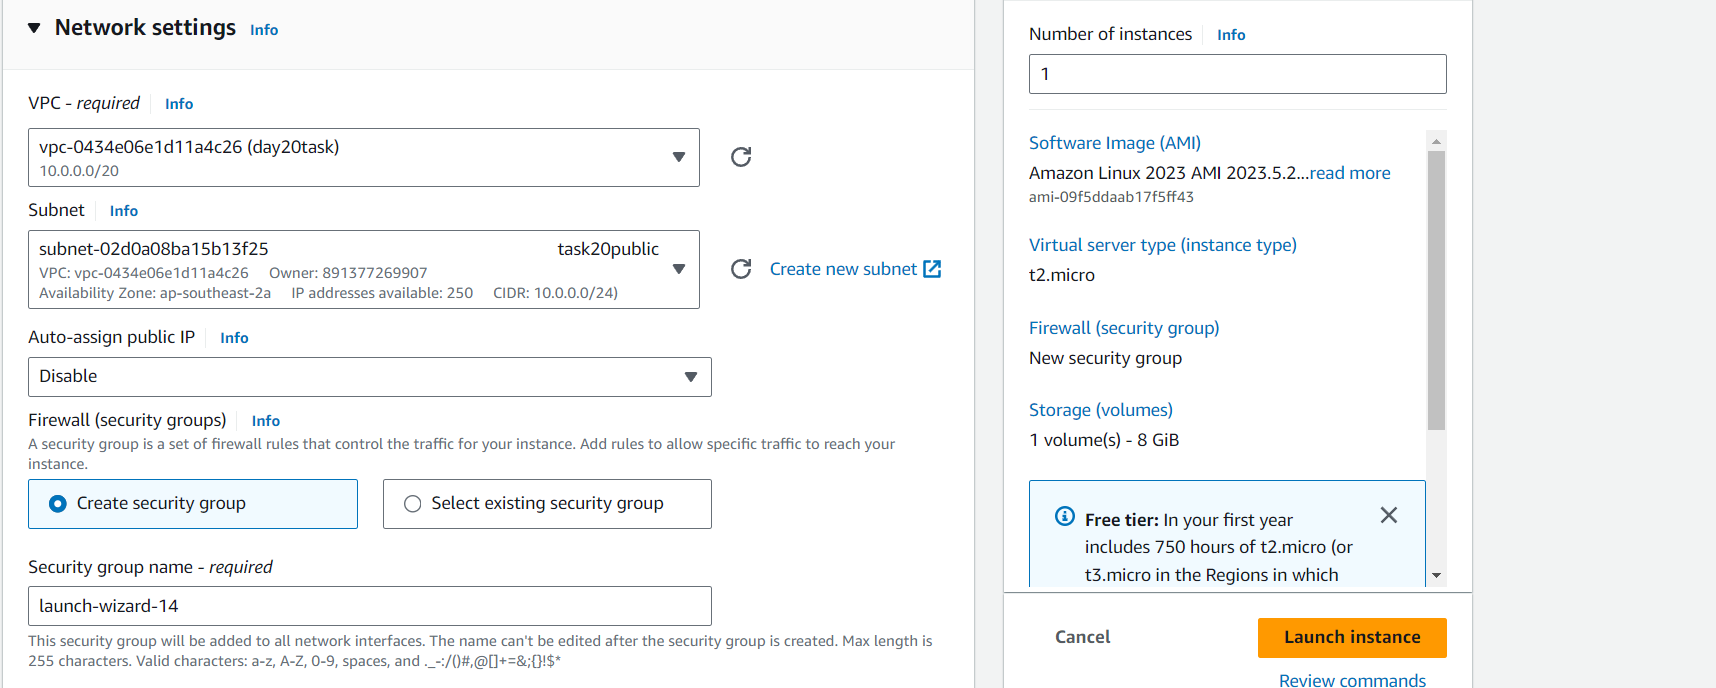 Network settings Info
VPC - required Info
vpc-0434e06e1d11a4c26 (day20task)
10.0.0.0/20
Subnet Info
subnet-02d0a08ba15b13f25 task20public
VPC: vpc-0434e06e1d11a4c26 Owner: 891377269907
Availability Zone: ap-southeast-2a IP addresses available: 250 CIDR: 10.0.0.0/24)
Create new subnet
Auto-assign public IP Info
Disable
Firewall (security groups) Info
A security group is a set of firewall rules that control the traffic for your instance. Add rules to allow specific traffic to reach your
instance.
Create security group
Select existing security group
Security group name - required
launch-wizard-14
This security group will be added to all network interfaces. The name can't be edited after the security group is created. Max length is
255 characters. Valid characters: a-z, A-Z, 0-9, spaces, and ._-:/()#,@[]+=&;{}!$*
Number of instances Info
1
Software Image (AMI)
Amazon Linux 2023 AMI 2023.5.2...read more
ami-09f5ddaab17f5ff43
Virtual server type (instance type)
t2.micro
Firewall (security group)
New security group
Storage (volumes)
1 volume(s) - 8 GiB
Free tier: In your first year
includes 750 hours of t2.micro (or
t3.micro in the Regions in which
Cancel
Launch instance
Review commands